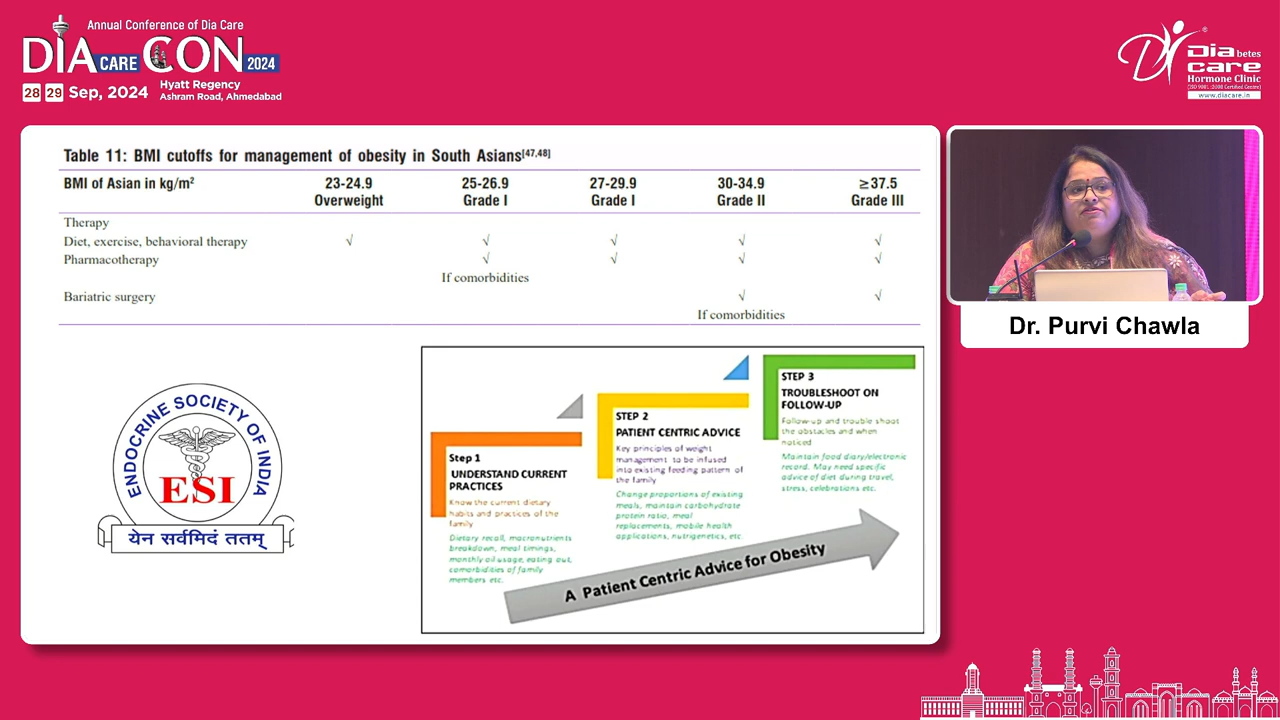 Annual Conference of Dia Care
DIA CARE CON 2024
28 29 Sep, 2024
Hyatt Regency
Ashram Road, Ahmedabad
Diabetes
care
Hormone Clinic
(ISO 9001 : 2008 Certified Centre)
www.diacare.in
Table 11: BMI cutoffs for management of obesity in South Asians[47,48]
BMI of Asian in kg/m² 23-24.9 Overweight 25-26.9 Grade I 27-29.9 Grade I 30-34.9 Grade II ≥37.5 Grade III
Therapy
Diet, exercise, behavioral therapy √ √ √ √ √
Pharmacotherapy √ √ √ √
If comorbidities
Bariatric surgery √ √
If comorbidities
Dr. Purvi Chawla
ENDOCRINE SOCIETY OF INDIA
ESI
येन सर्वमिदं ततम्
Step 1
UNDERSTAND CURRENT
PRACTICES
Know the current dietary
habits and practices of the
family
Dietary recall, macronutrients
breakdown, meal timings,
monthly oil usage, eating out,
comorbidities of family
members etc.
STEP 2
PATIENT CENTRIC ADVICE
Key principles of weight
management to be infused
into existing feeding pattern of
the family
Change proportions of existing
meals, maintain carbohydrate
protein ratio, meal
replacements, mobile health
applications, nutrigenetics, etc
STEP 3
TROUBLESHOOT ON
FOLLOW-UP
Follow-up and trouble shoot
the obstacles and when
noticed
Maintain food diary/electronic
record. May need specific
advice of diet during travel,
stress, celebrations etc.
A Patient Centric Advice for Obesity